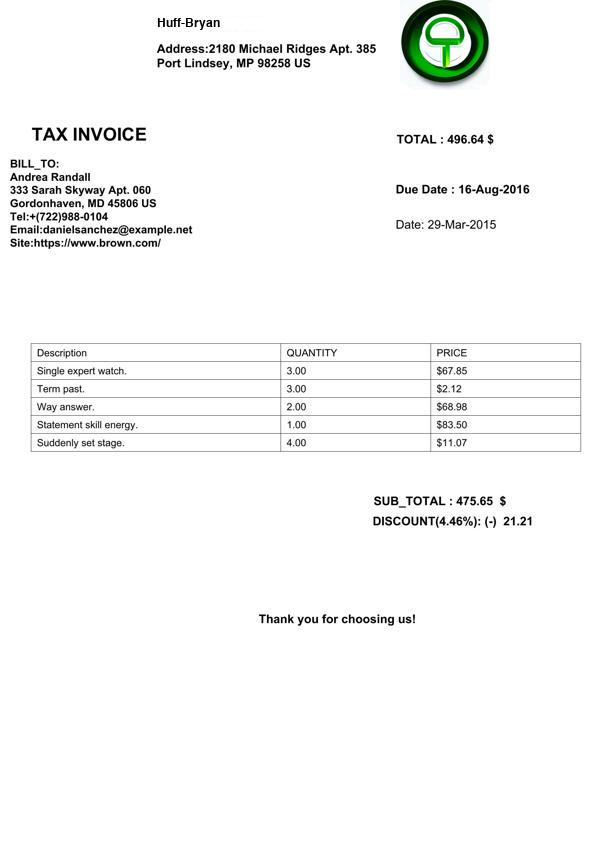 Huff-Bryan
Address:2180 Michael Ridges Apt. 385
Port Lindsey, MP 98258 US
TAX INVOICE
TOTAL : 496.64 $
BILL_TO:
Andrea Randall
333 Sarah Skyway Apt. 060
Gordonhaven, MD 45806 US
Tel:+(722)988-0104
Email:danielsanchez@example.net
Site:https://www.brown.com/
Due Date : 16-Aug-2016
Date: 29-Mar-2015
Description QUANTITY PRICE
Single expert watch. 3.00 $67.85
Term past. 3.00 $2.12
Way answer. 2.00 $68.98
Statement skill energy. 1.00 $83.50
Suddenly set stage. 4.00 $11.07
SUB_TOTAL : 475.65 $
DISCOUNT(4.46%): (-) 21.21
Thank you for choosing us!